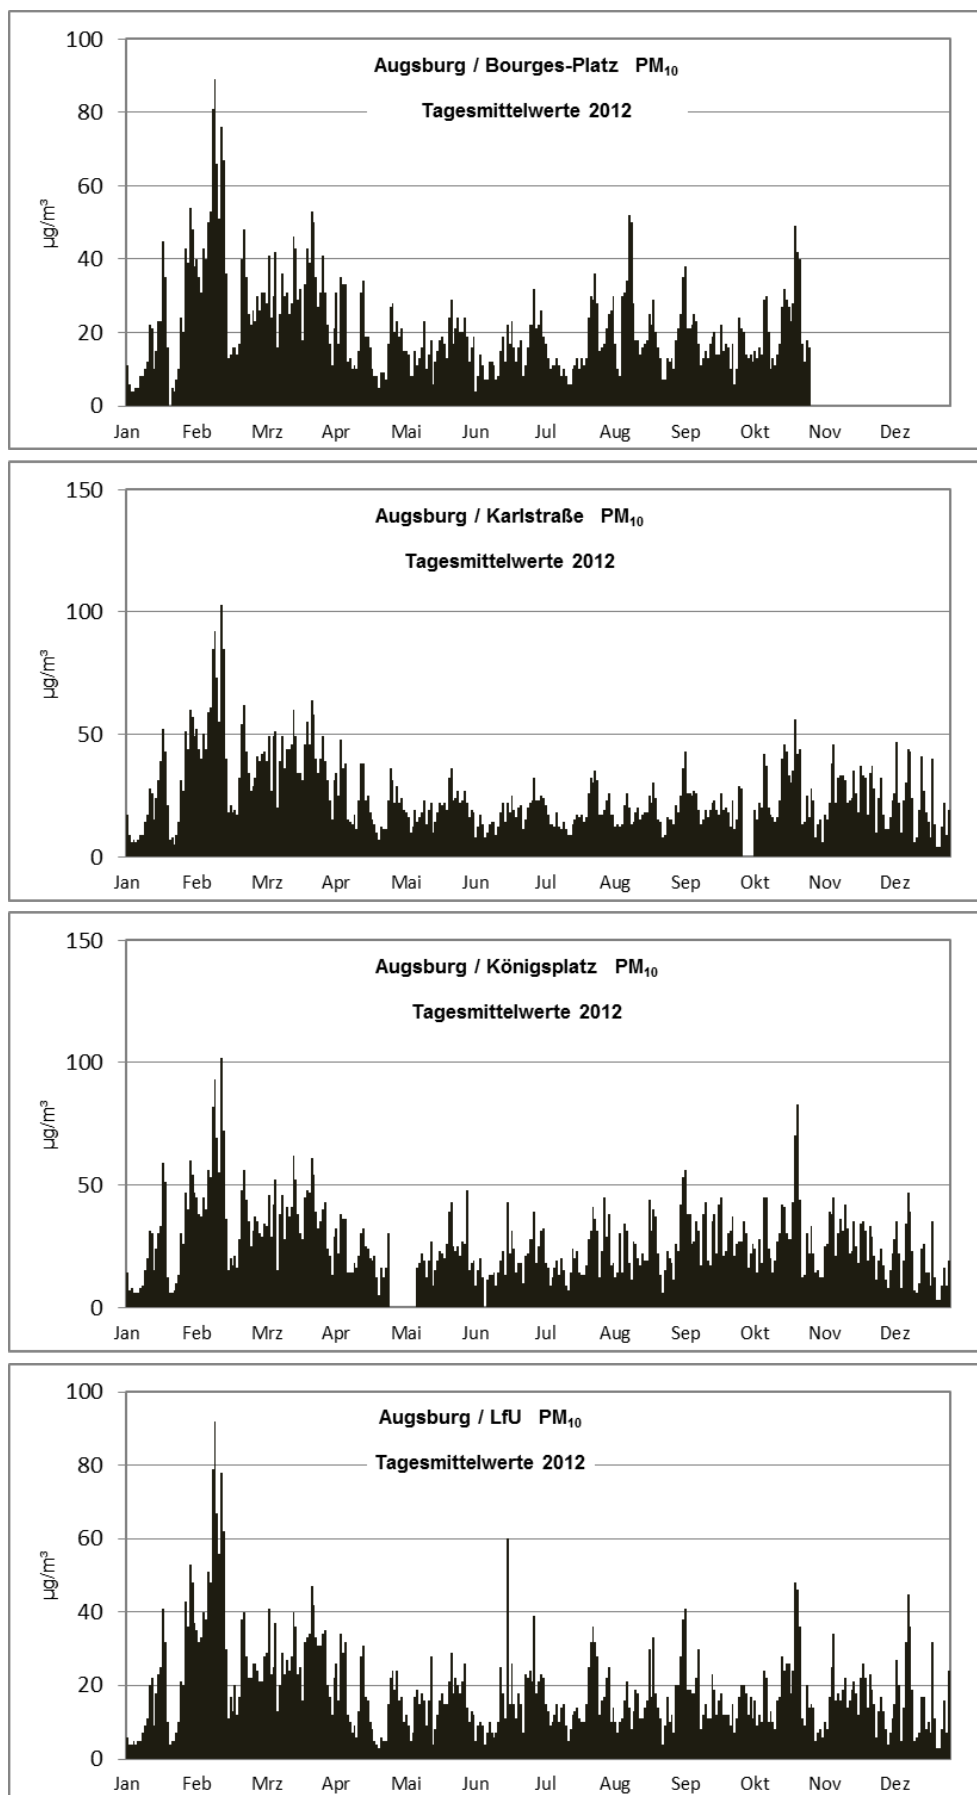 Augsburg / Bourges-Platz PM₁₀
Tagesmittelwerte 2012
µg/m³
100
80
60
40
20
0
Jan Feb Mrz Apr Mai Jun Jul Aug Sep Okt Nov Dez
Augsburg / Karlstraße PM₁₀
Tagesmittelwerte 2012
µg/m³
150
100
50
0
Jan Feb Mrz Apr Mai Jun Jul Aug Sep Okt Nov Dez
Augsburg / Königsplatz PM₁₀
Tagesmittelwerte 2012
µg/m³
150
100
50
0
Jan Feb Mrz Apr Mai Jun Jul Aug Sep Okt Nov Dez
Augsburg / LfU PM₁₀
Tagesmittelwerte 2012
µg/m³
100
80
60
40
20
0
Jan Feb Mrz Apr Mai Jun Jul Aug Sep Okt Nov Dez